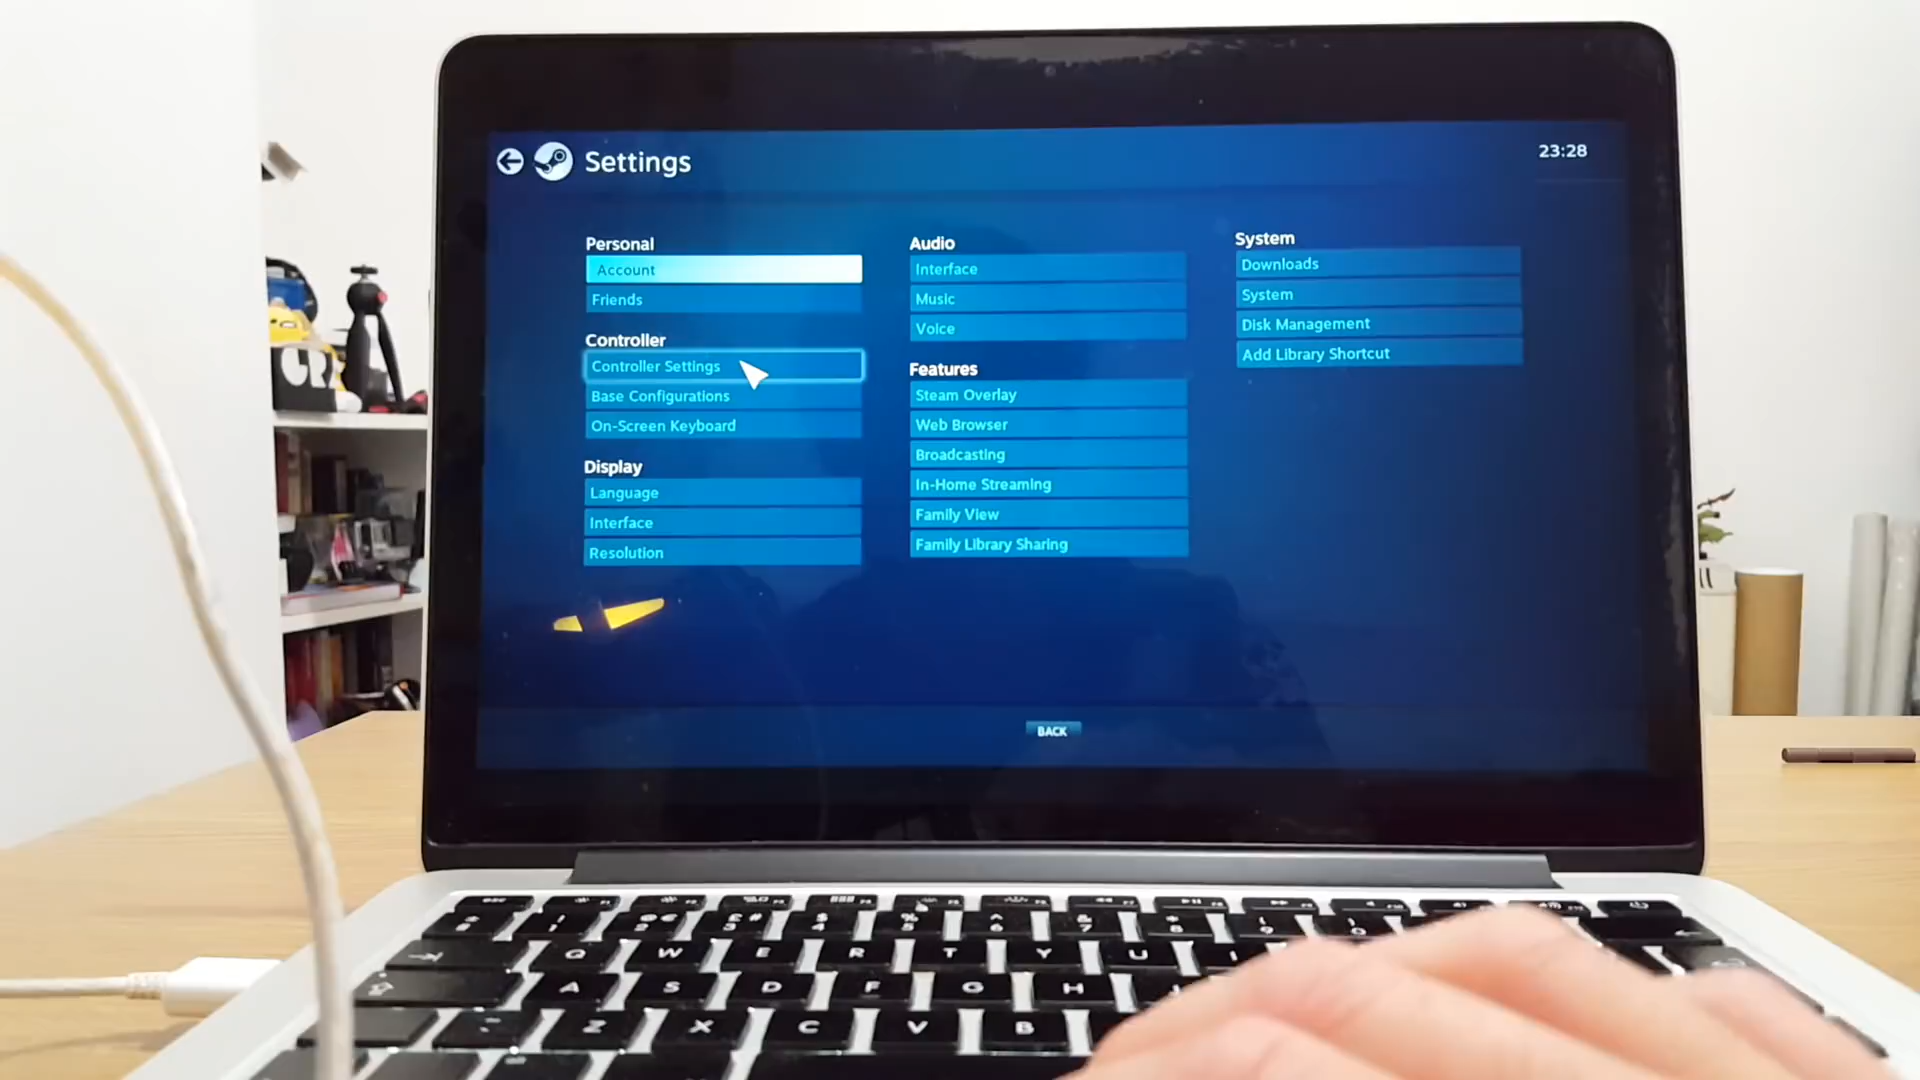 Settings
23:28
Personal
Account
Friends
Controller
Controller Settings
Base Configurations
On-Screen Keyboard
Display
Language
Interface
Resolution
Audio
Interface
Music
Voice
Features
Steam Overlay
Web Browser
Broadcasting
In-Home Streaming
Family View
Family Library Sharing
System
Downloads
System
Disk Management
Add Library Shortcut
BACK
Q W E R T Y U
A S D F G H
Z X C V B